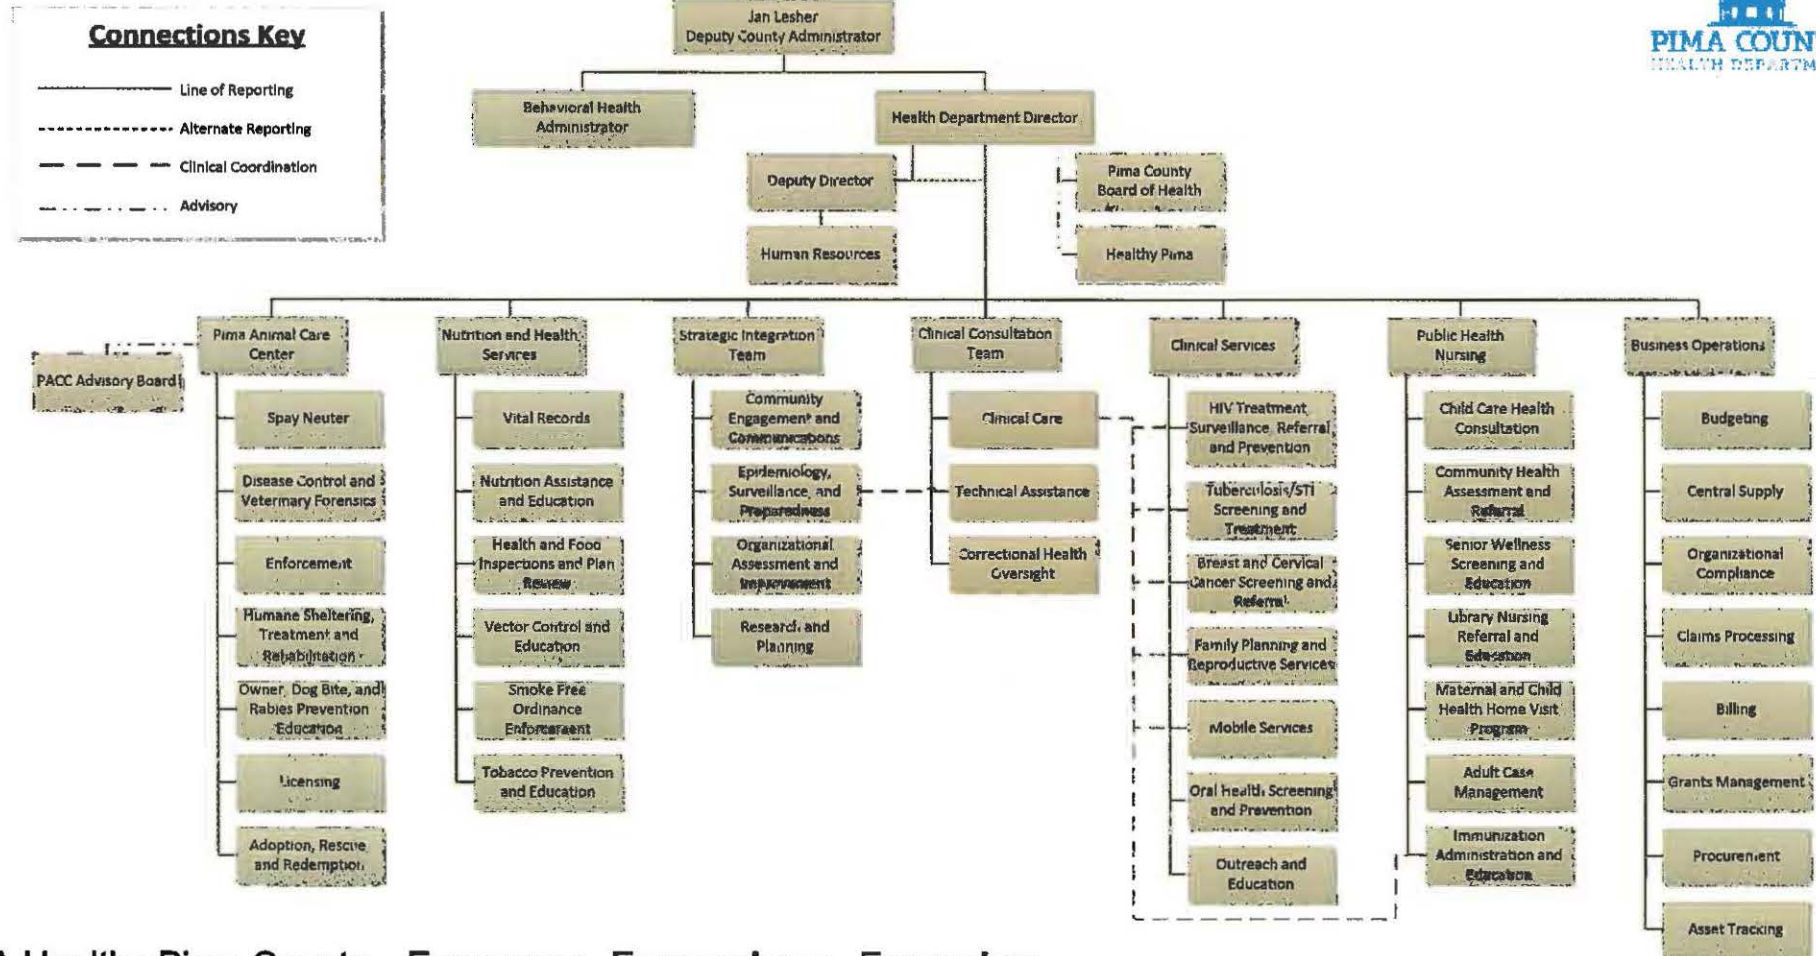 Connections Key
Line of Reporting
Alternate Reporting
Clinical Coordination
Advisory
PIMA COUN
HEALTH DEPARTM
Jan Lesher
Deputy County Administrator
Behavioral Health
Administrator
Health Department Director
Deputy Director
Human Resources
Pima County
Board of Health
Healthy Pima
PACC Advisory Board
Pima Animal Care
Center
Spay Neuter
Disease Control and
Veterinary Forensics
Enforcement
Humane Sheltering,
Treatment and
Rehabilitation
Owner, Dog Bite, and
Rabies Prevention
Education
Licensing
Adoption, Rescue
and Redemption
Nutrition and Health
Services
Vital Records
Nutrition Assistance
and Education
Health and Food
Inspections and Plan
Review
Vector Control and
Education
Smoke Free
Ordinance
Enforcement
Tobacco Prevention
and Education
Strategic Integration
Team
Community
Engagement and
Communications
Epidemiology,
Surveillance, and
Preparedness
Organizational
Assessment and
Improvement
Research and
Planning
Clinical Consultation
Team
Clinical Care
Technical Assistance
Correctional Health
Oversight
Clinical Services
HIV Treatment,
Surveillance, Referral
and Prevention
Tuberculosis/STI
Screening and
Treatment
Breast and Cervical
Cancer Screening and
Referral
Family Planning and
Reproductive Services
Mobile Services
Oral Health Screening
and Prevention
Outreach and
Education
Public Health
Nursing
Child Care Health
Consultation
Community Health
Assessment and
Referral
Senior Wellness
Screening and
Education
Library Nursing
Referral and
Education
Maternal and Child
Health Home Visit
Program
Adult Case
Management
Immunization
Administration and
Education
Business Operations
Budgeting
Central Supply
Organizational
Compliance
Claims Processing
Billing
Grants Management
Procurement
Asset Tracking